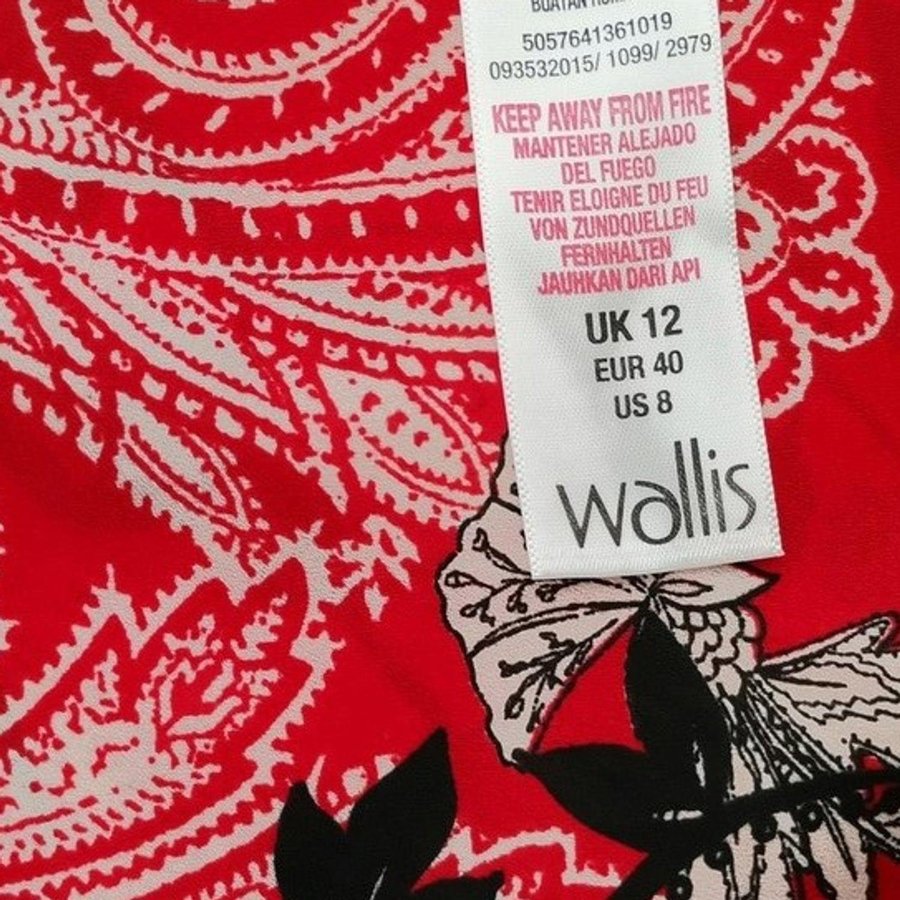 5057641361019
093532015/ 1099/ 2979
KEEP AWAY FROM FIRE
MANTENER ALEJADO
DEL FUEGO
TENIR ELOIGNE DU FEU
VON ZUNDQUELLEN
FERNHALTEN
JAUHKAN DARI API
UK 12
EUR 40
US 8
wallis